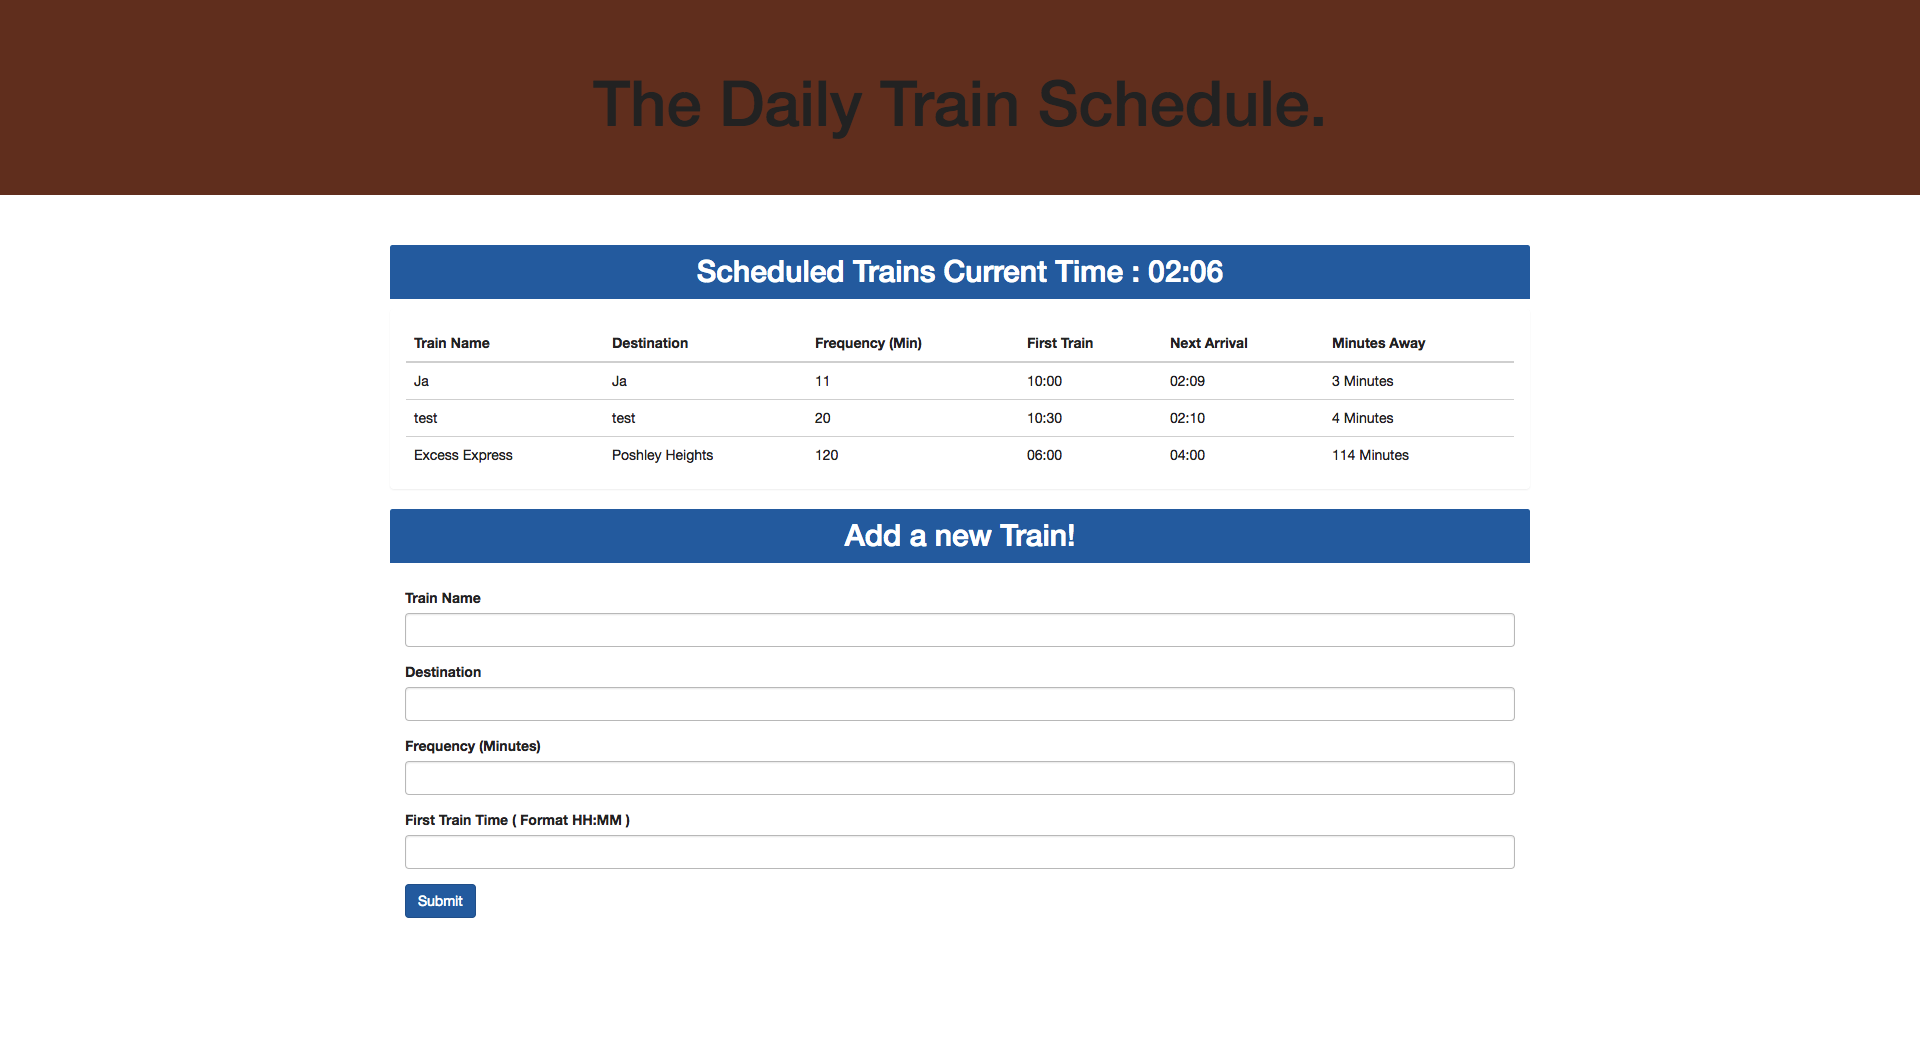 The Daily Train Schedule.
Scheduled Trains Current Time : 02:06
Train Name Destination Frequency (Min) First Train Next Arrival Minutes Away
Ja Ja 11 10:00 02:09 3 Minutes
test test 20 10:30 02:10 4 Minutes
Excess Express Poshley Heights 120 06:00 04:00 114 Minutes
Add a new Train!
Train Name
Destination
Frequency (Minutes)
First Train Time ( Format HH:MM )
Submit